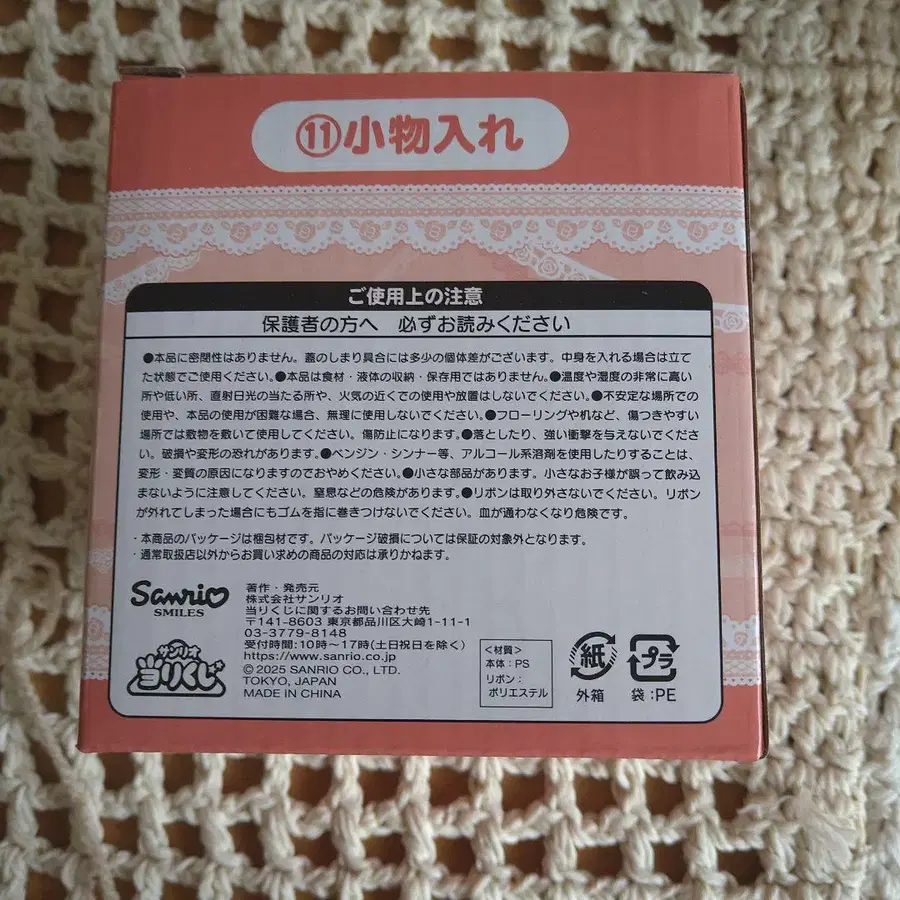 ⑪小物入れ
ご使用上の注意
保護者の方へ 必ずお読みください
●本品に密閉性はありません。蓋のしまり具合には多少の個体差がございます。中身を入れる場合は立て
た状態でご使用ください。●本品は食材・液体の収納・保存用ではありません。●温度や湿度の非常に高い
所や低い所、直射日光の当たる所や、火気の近くでの使用や放置はしないでください。●不安定な場所での
使用や、本品の使用が困難な場合、無理に使用しないでください。●フローリングや机など、傷つきやすい
場所では敷物を敷いて使用してください。傷防止になります。●落としたり、強い衝撃を与えないでくださ
い。破損や変形の恐れがあります。●ベンジン・シンナー等、アルコール系溶剤を使用したりすることは、
変形・変質の原因になりますのでおやめください。●小さな部品があります。小さなお子様が誤って飲み込
まないように注意してください。窒息などの危険があります。●リボンは取り外さないでください。リボン
が外れてしまった場合にもゴムを指に巻きつけないでください。血が通わなくなり危険です。
・本商品のパッケージは梱包材です。パッケージ破損については保証の対象外となります。
・通常取扱店以外からお買い求めの商品の対応は承りかねます。
Sanrio
SMILES
サンリオ
当りくじ
著作・発売元
株式会社サンリオ
当りくじに関するお問い合わせ先
〒141-8603 東京都品川区大崎1-11-1
03-3779-8148
受付時間:10時～17時(土日祝日を除く)
https://www.sanrio.co.jp
© 2025 SANRIO CO., LTD.
TOKYO, JAPAN
MADE IN CHINA
<材質>
本体:PS
リボン:
ポリエステル
紙
外箱
プラ
袋:PE